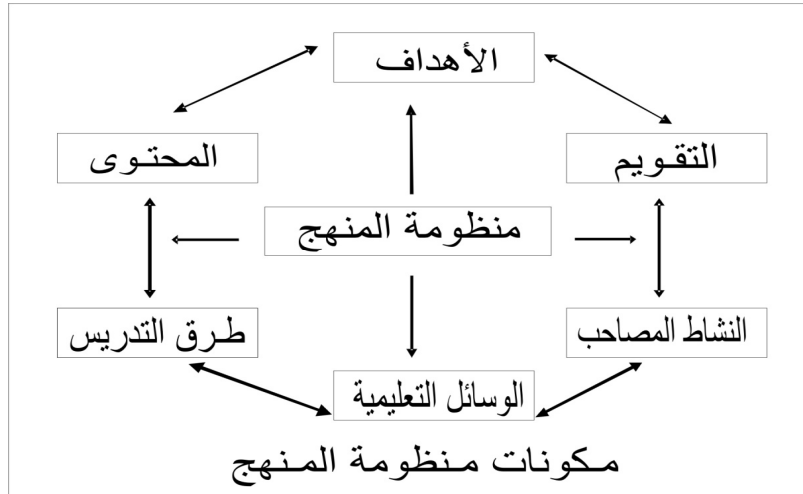 الأهداف
التقويم
المحتوى
منظومة المنهج
النشاط المصاحب
طرق التدريس
الوسائل التعليمية
مكونات منظومة المنهج